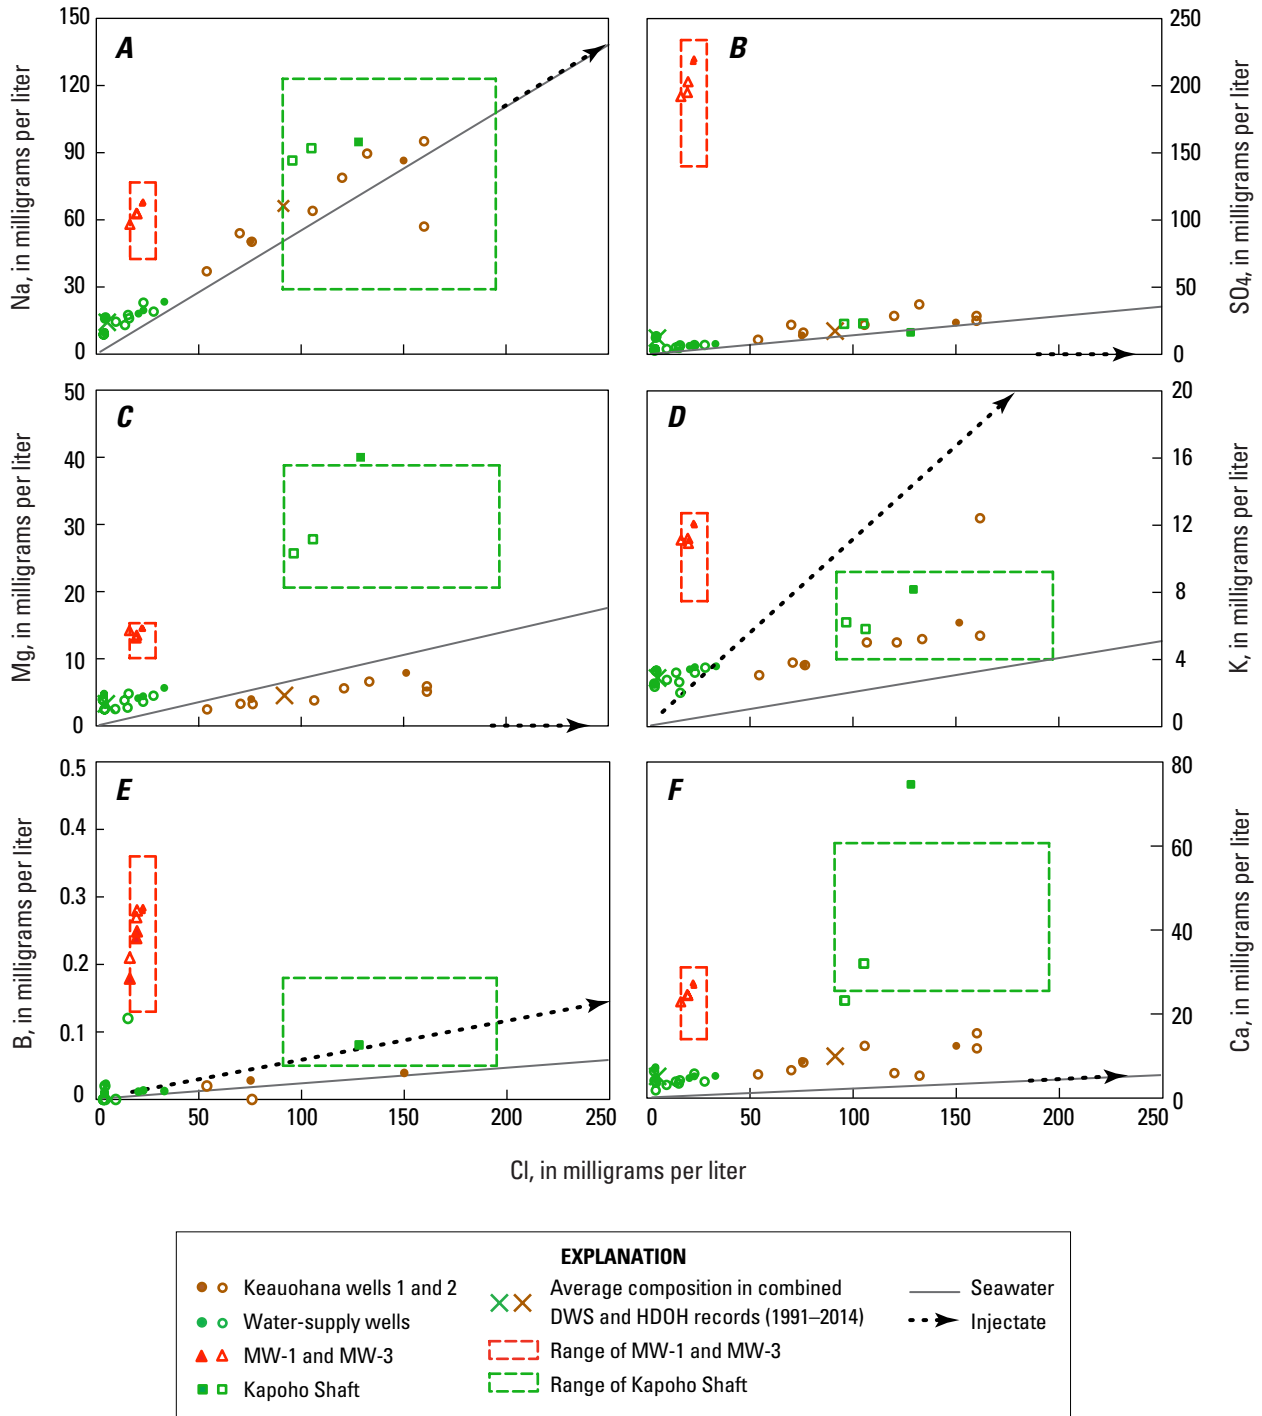 A
150
120
90
60
30
0
Na, in milligrams per liter
B
250
200
150
100
50
0
SO4, in milligrams per liter
C
50
40
30
20
10
0
Mg, in milligrams per liter
D
20
16
12
8
4
0
K, in milligrams per liter
E
0.5
0.4
0.3
0.2
0.1
0
B, in milligrams per liter
0 50 100 150 200 250
F
80
60
40
20
0
Ca, in milligrams per liter
0 50 100 150 200 250
Cl, in milligrams per liter
EXPLANATION
Keauohana wells 1 and 2
Water-supply wells
MW-1 and MW-3
Kapoho Shaft
Average composition in combined
DWS and HDOH records (1991–2014)
Range of MW-1 and MW-3
Range of Kapoho Shaft
Seawater
Injectate